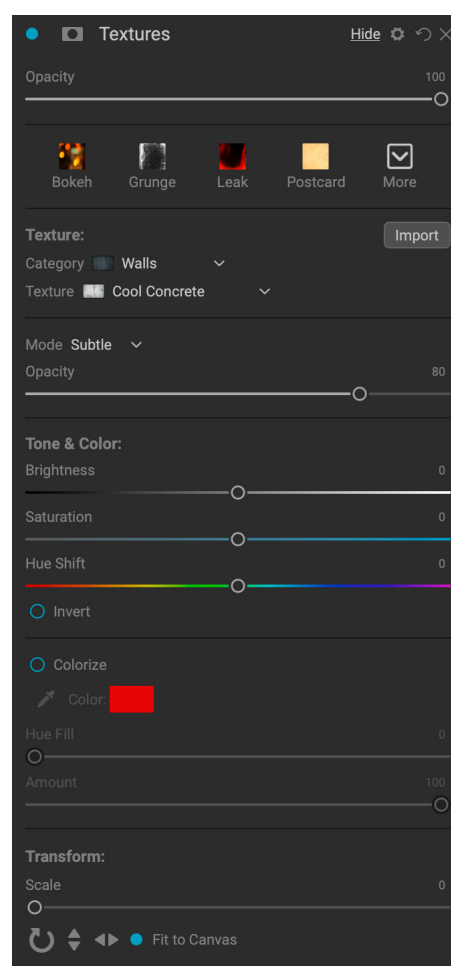 Textures Hide
Opacity 100
Bokeh Grunge Leak Postcard More
Texture: Import
Category Walls
Texture Cool Concrete
Mode Subtle
Opacity 80
Tone & Color:
Brightness 0
Saturation 0
Hue Shift 0
Invert
Colorize
Color:
Hue Fill 0
Amount 100
Transform:
Scale 0
Fit to Canvas